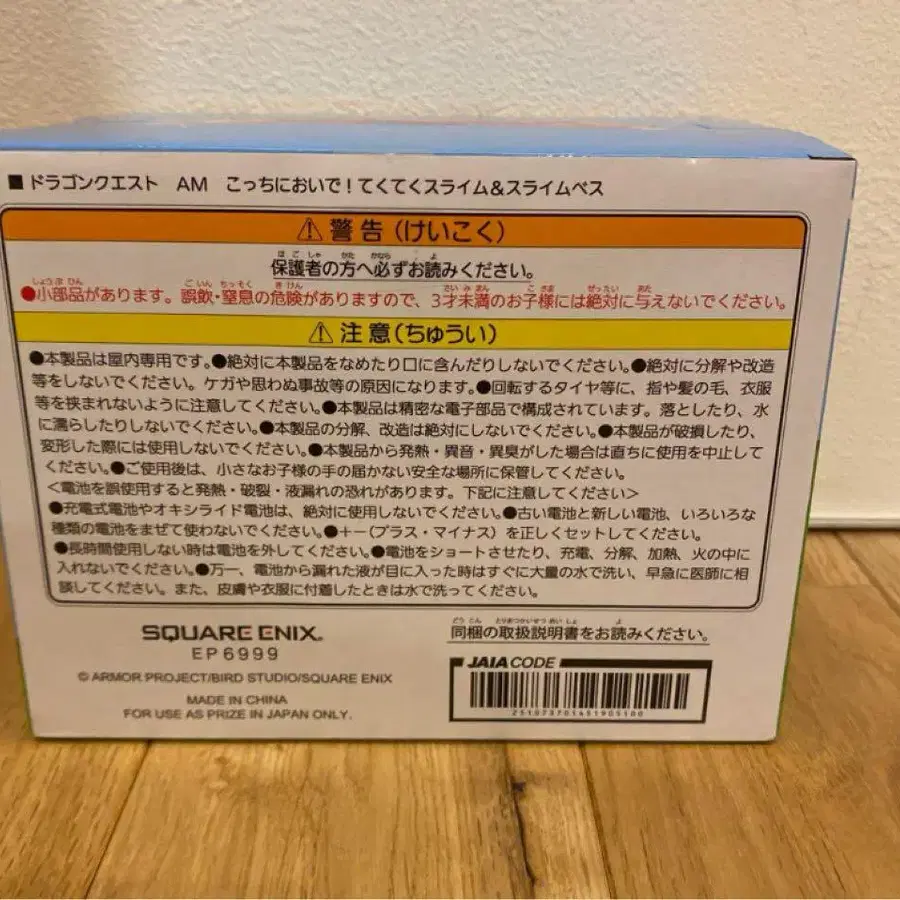 ■ドラゴンクエスト AM こっちにおいで！てくてくスライム&スライムベス
⚠警告(けいこく)
保護者の方へ必ずお読みください。
●小部品があります。誤飲・窒息の危険がありますので、3才未満のお子様には絶対に与えないでください。
⚠注意(ちゅうい)
●本製品は屋内専用です。●絶対に本製品をなめたり口に含んだりしないでください。●絶対に分解や改造
等をしないでください。ケガや思わぬ事故等の原因になります。●回転するタイヤ等に、指や髪の毛、衣服
等を挟まれないように注意してください。●本製品は精密な電子部品で構成されています。落としたり、水
に濡らしたりしないでください。●本製品の分解、改造は絶対にしないでください。●本製品が破損したり、
変形した際には使用しないでください。●本製品から発熱・異音・異臭がした場合は直ちに使用を中止して
ください。●ご使用後は、小さなお子様の手の届かない安全な場所に保管してください。
＜電池を誤使用すると発熱・破裂・液漏れの恐れがあります。下記に注意してください＞
●充電式電池やオキシライド電池は、絶対に使用しないでください。●古い電池と新しい電池、いろいろな
種類の電池をまぜて使わないでください。●＋－(プラス・マイナス)を正しくセットしてください。
●長時間使用しない時は電池を外してください。●電池をショートさせたり、充電、分解、加熱、火の中に
入れないでください。●万一、電池から漏れた液が目に入った時はすぐに大量の水で洗い、早急に医師に相
談してください。また、皮膚や衣服に付着したときは水で洗ってください。
SQUARE ENIX®
EP6999
© ARMOR PROJECT/BIRD STUDIO/SQUARE ENIX
MADE IN CHINA
FOR USE AS PRIZE IN JAPAN ONLY.
同梱の取扱説明書をお読みください。
JAIA CODE
251073701451905100